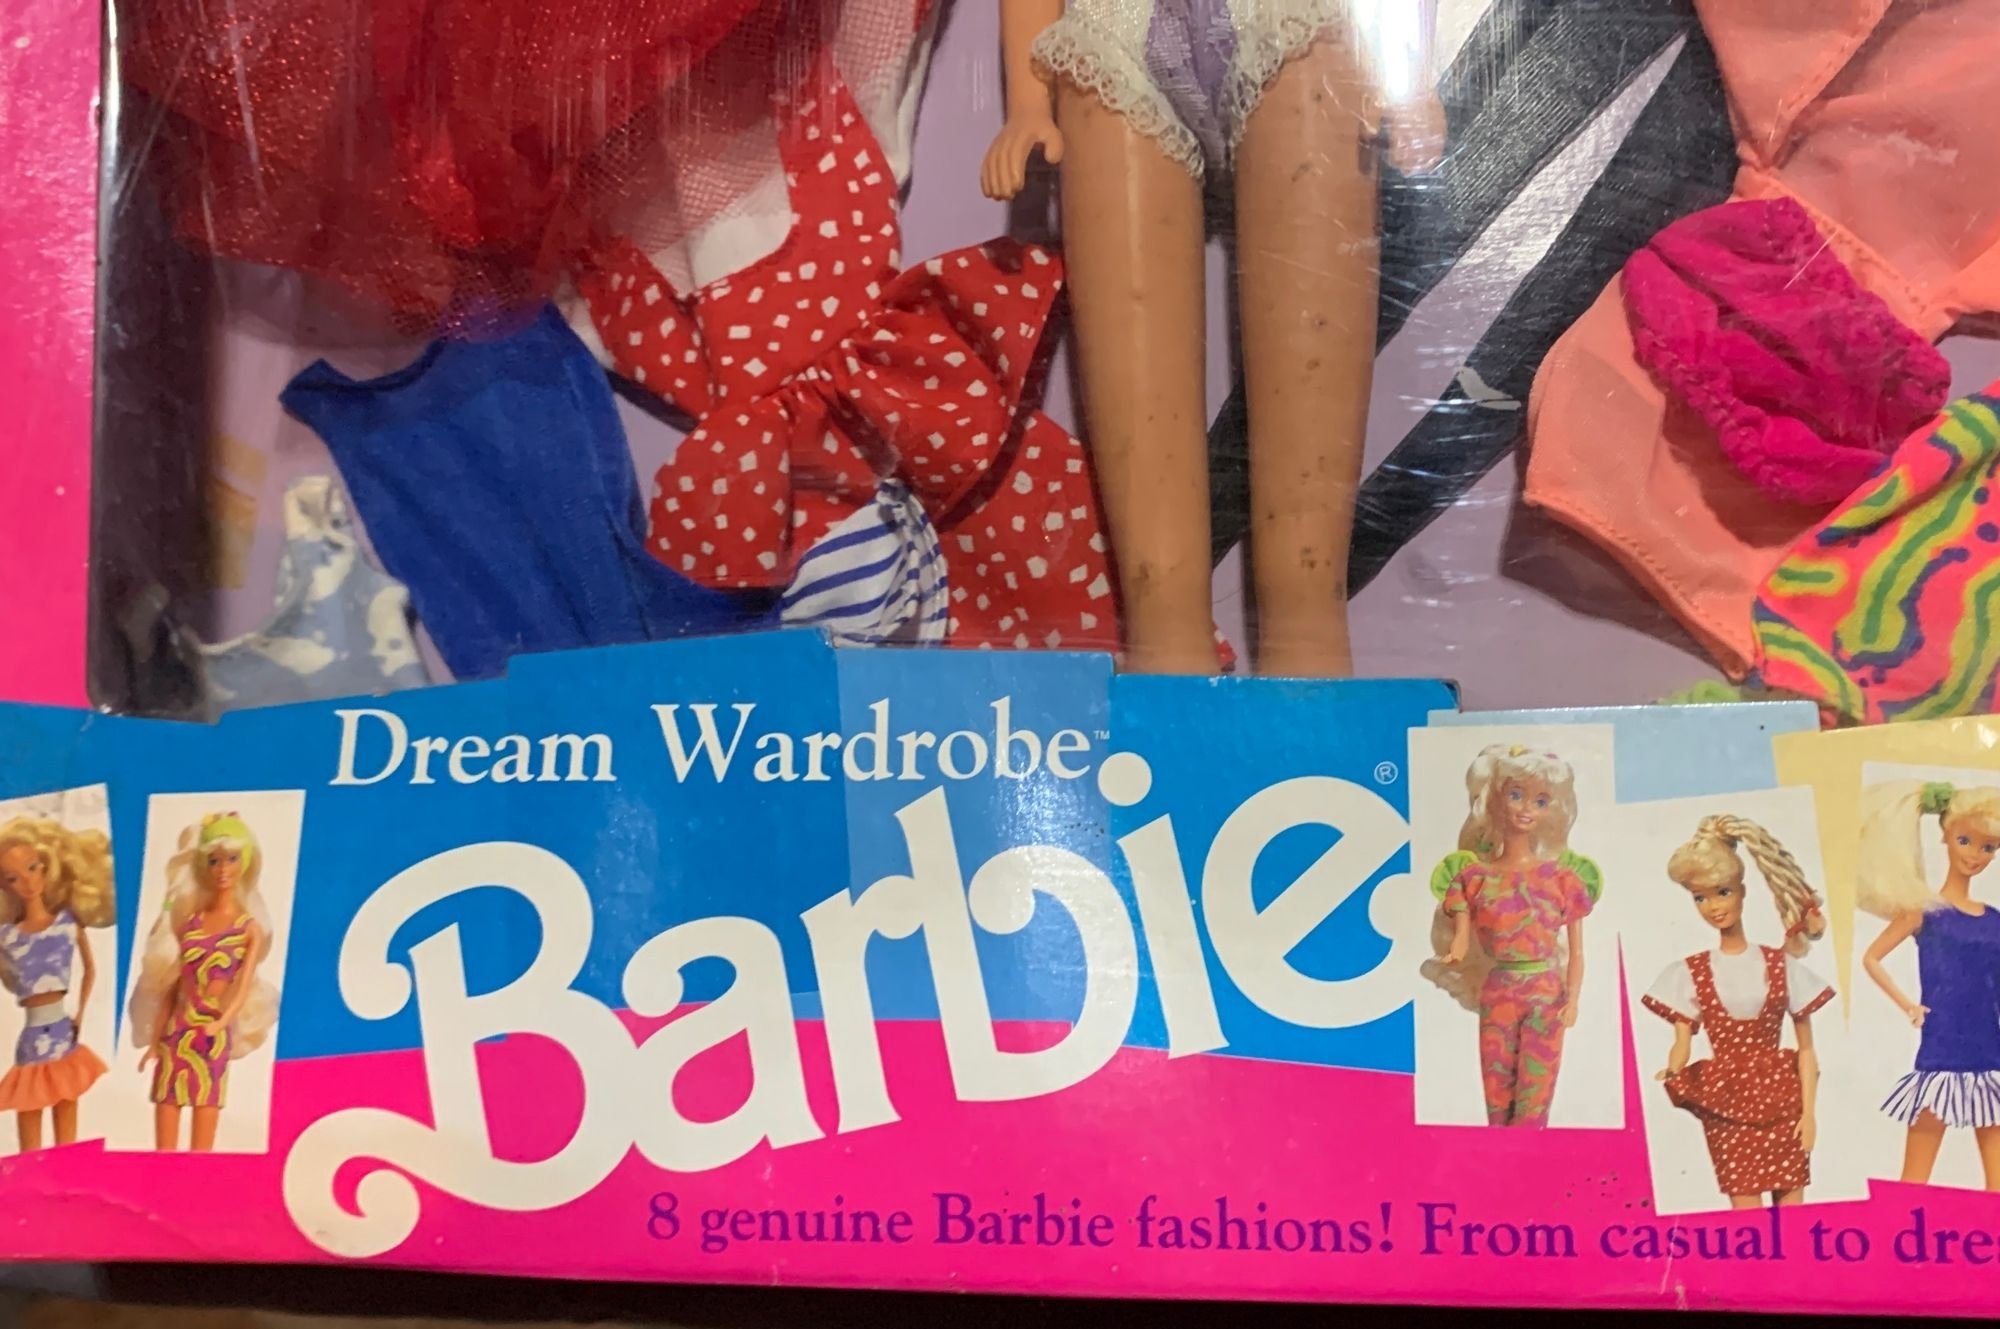 Dream Wardrobe™
Barbie®
8 genuine Barbie fashions! From casual to dre